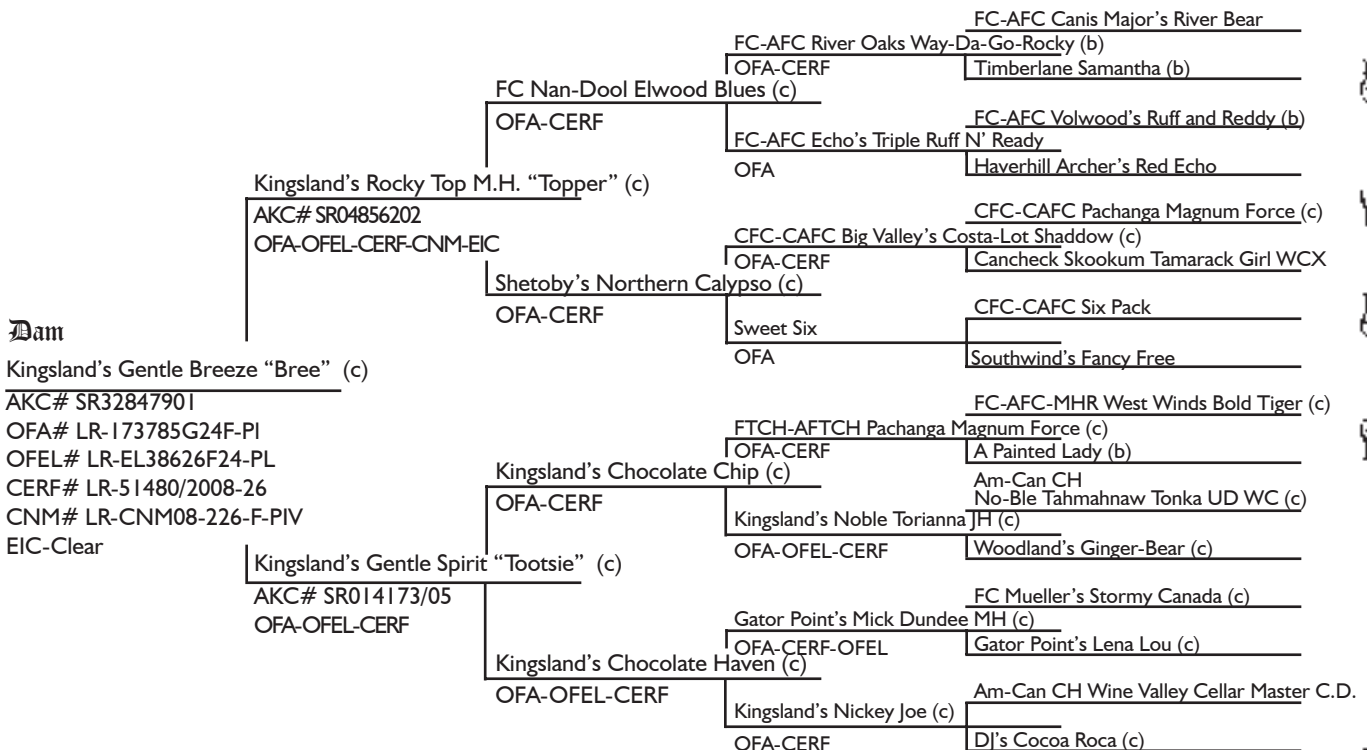 FC-AFC Canis Major's River Bear
FC-AFC River Oaks Way-Da-Go-Rocky (b)
OFA-CERF
Timberlane Samantha (b)
FC Nan-Dool Elwood Blues (c)
OFA-CERF
FC-AFC Volwood's Ruff and Reddy (b)
FC-AFC Echo's Triple Ruff N' Ready
OFA
Haverhill Archer's Red Echo
Kingsland's Rocky Top M.H. "Topper" (c)
AKC# SR04856202
OFA-OFEL-CERF-CNM-EIC
CFC-CAFC Pachanga Magnum Force (c)
CFC-CAFC Big Valley's Costa-Lot Shaddow (c)
OFA-CERF
Cancheck Skookum Tamarack Girl WCX
Shetoby's Northern Calypso (c)
OFA-CERF
CFC-CAFC Six Pack
Sweet Six
OFA
Southwind's Fancy Free
Dam
Kingsland's Gentle Breeze "Bree" (c)
AKC# SR32847901
OFA# LR-173785G24F-PI
OFEL# LR-EL38626F24-PL
CERF# LR-51480/2008-26
CNM# LR-CNM08-226-F-PIV
EIC-Clear
FC-AFC-MHR West Winds Bold Tiger (c)
FTCH-AFTCH Pachanga Magnum Force (c)
OFA-CERF
A Painted Lady (b)
Kingsland's Chocolate Chip (c)
OFA-CERF
Am-Can CH
No-Ble Tahmahnaw Tonka UD WC (c)
Kingsland's Noble Torianna JH (c)
OFA-OFEL-CERF
Woodland's Ginger-Bear (c)
Kingsland's Gentle Spirit "Tootsie" (c)
AKC# SR014173/05
OFA-OFEL-CERF
FC Mueller's Stormy Canada (c)
Gator Point's Mick Dundee MH (c)
OFA-CERF-OFEL
Gator Point's Lena Lou (c)
Kingsland's Chocolate Haven (c)
OFA-OFEL-CERF
Am-Can CH Wine Valley Cellar Master C.D.
Kingsland's Nickey Joe (c)
OFA-CERF
DJ's Cocoa Roca (c)